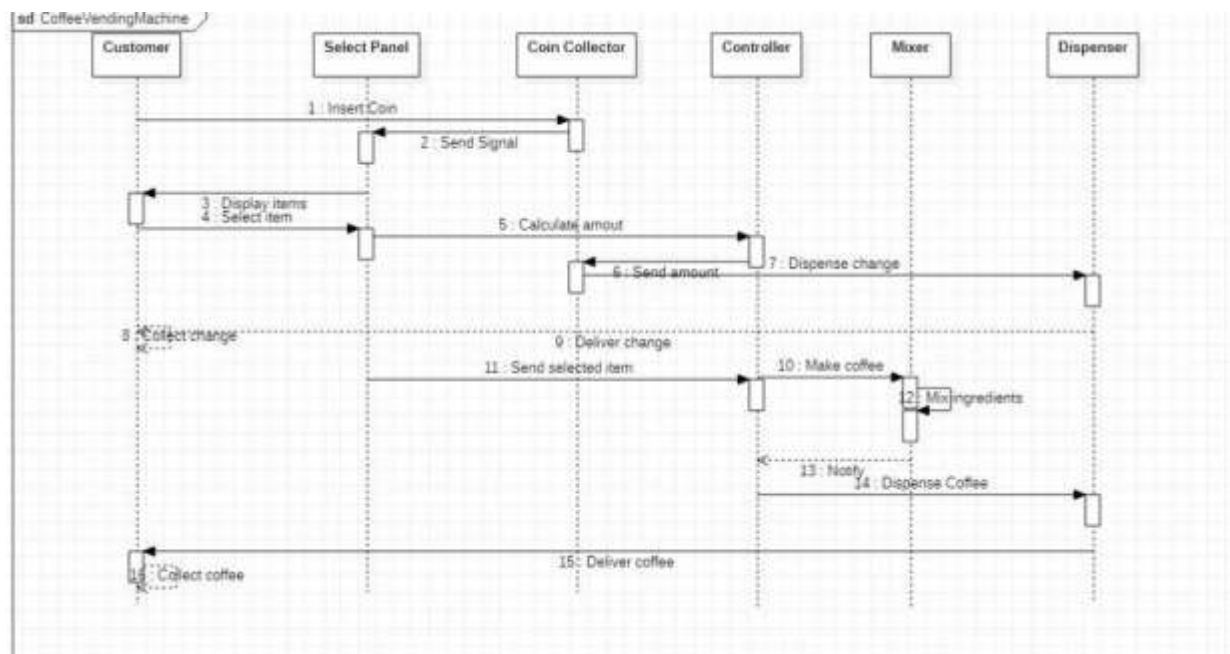 sd CoffeeVendingMachine
Customer
Select Panel
Coin Collector
Controller
Mixer
Dispenser
1 : Insert Coin
2 : Send Signal
3 : Display items
4 : Select item
5 : Calculate amout
6 : Send amount
7 : Dispense change
8 : Collect change
9 : Deliver change
10 : Make coffee
11 : Send selected item
12 : Mix ingredients
13 : Notify
14 : Dispense Coffee
15 : Deliver coffee
16 : Collect coffee